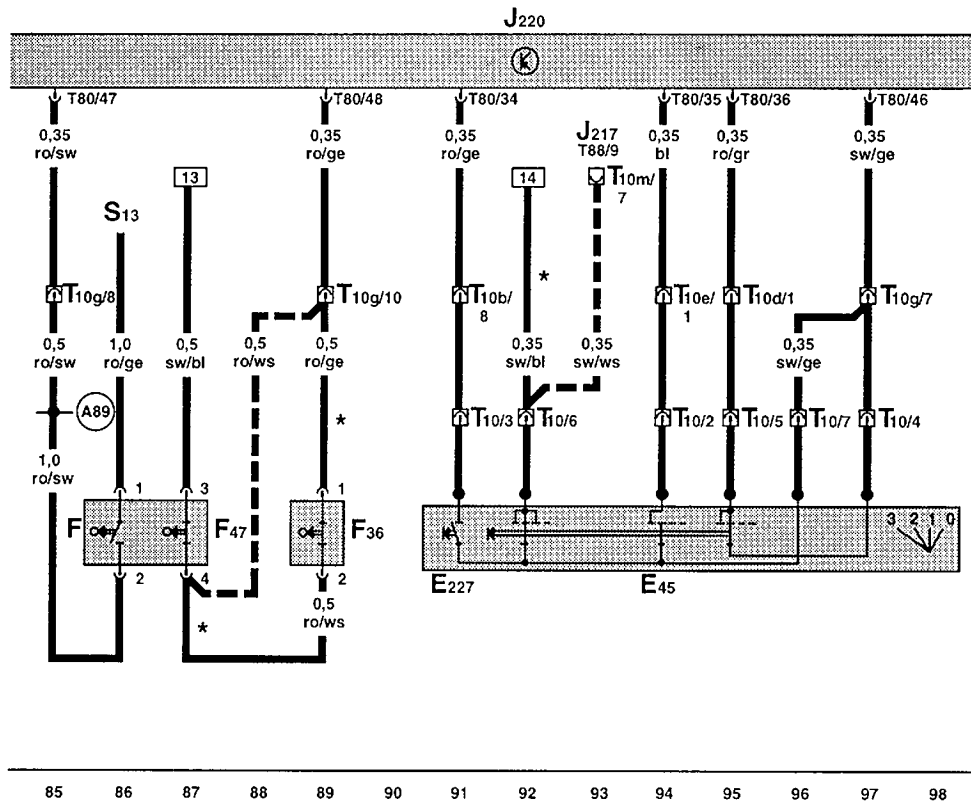 J220
K
T80/47
T80/48
T80/34
T80/35
T80/36
T80/46
0,35
ro/sw
0,35
ro/ge
0,35
ro/ge
J217
T88/9
0,35
bl
0,35
ro/gr
0,35
sw/ge
13
14
T10m/
7
S13
*
T10g/8
T10g/10
T10b/
8
T10e/
1
T10d/1
T10g/7
0,5
ro/sw
1,0
ro/ge
0,5
sw/bl
0,5
ro/ws
0,5
ro/ge
0,35
sw/bl
0,35
sw/ws
0,35
sw/ge
A89
*
T10/3
T10/6
T10/2
T10/5
T10/7
T10/4
1,0
ro/sw
1
3
1
F
F47
F36
3 2 1 0
2
4
2
E227
E45
0,5
ro/ws
*
85 86 87 88 89 90 91 92 93 94 95 96 97 98